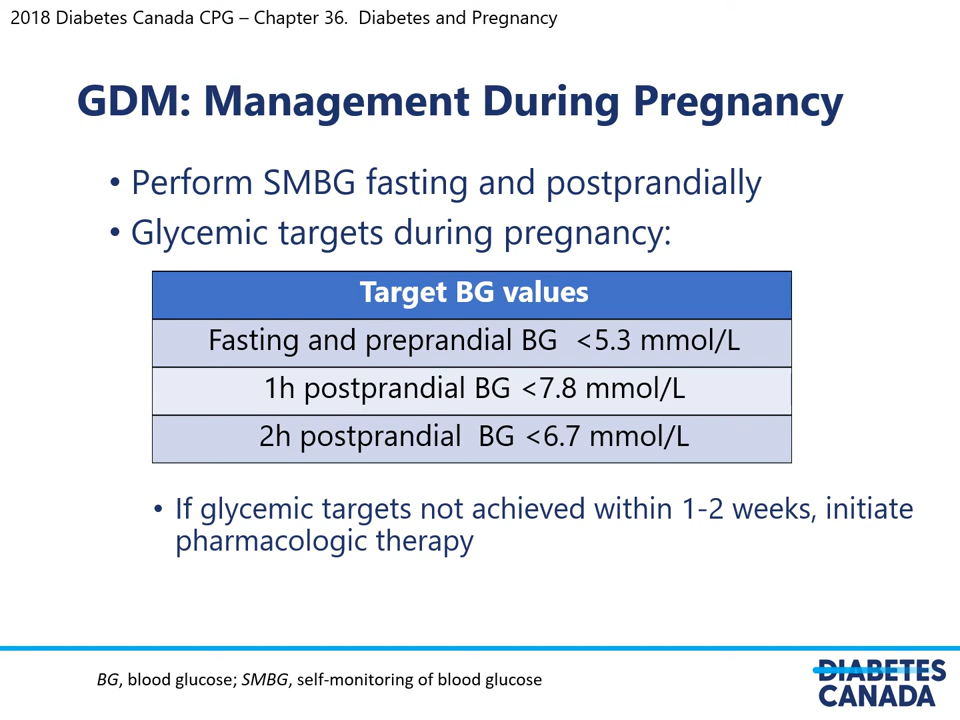 2018 Diabetes Canada CPG – Chapter 36.  Diabetes and Pregnancy
GDM: Management During Pregnancy
• Perform SMBG fasting and postprandially
• Glycemic targets during pregnancy:
Target BG values
Fasting and preprandial BG  <5.3 mmol/L
1h postprandial BG <7.8 mmol/L
2h postprandial  BG <6.7 mmol/L
• If glycemic targets not achieved within 1-2 weeks, initiate
pharmacologic therapy
BG, blood glucose; SMBG, self-monitoring of blood glucose
DIABETES
CANADA